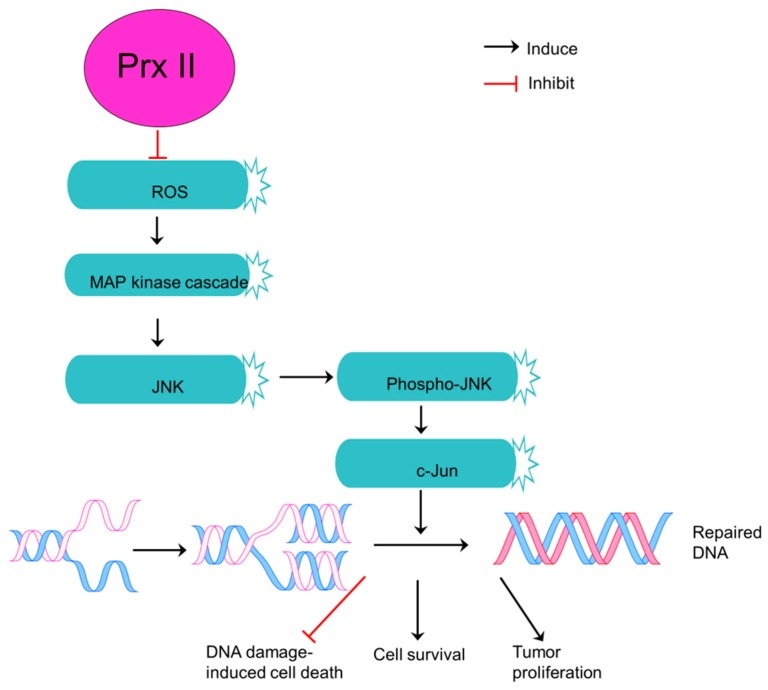 Prx II
Induce
Inhibit
ROS
MAP kinase cascade
JNK
Phospho-JNK
c-Jun
Repaired
DNA
DNA damage-
induced cell death
Cell survival
Tumor
proliferation